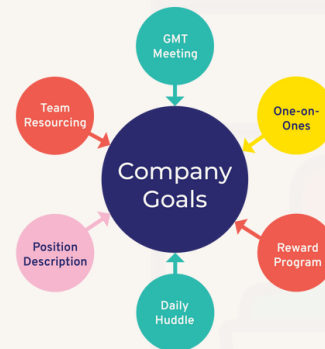 GMT
Meeting
Team
Resourcing
One-on-
Ones
Company
Goals
Position
Description
Reward
Program
Daily
Huddle